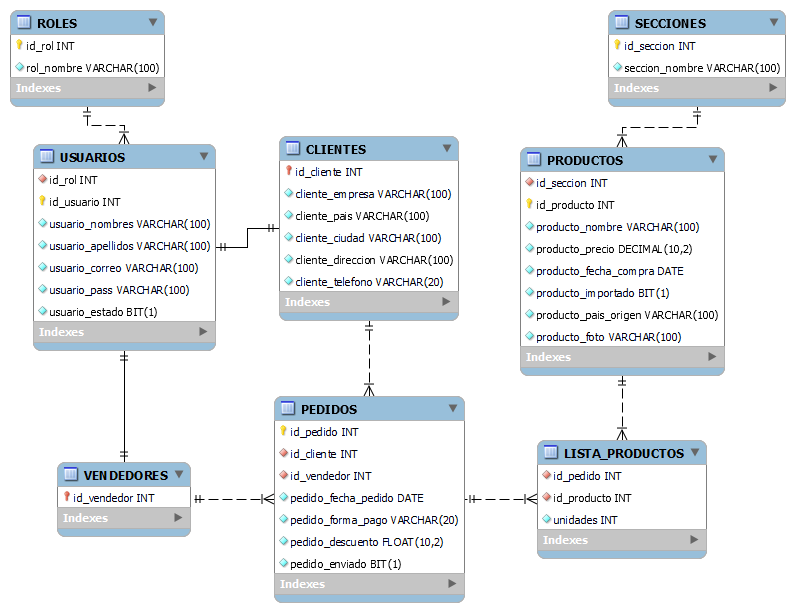 ROLES
id_rol INT
rol_nombre VARCHAR(100)
Indexes
SECCIONES
id_seccion INT
seccion_nombre VARCHAR(100)
Indexes
USUARIOS
id_rol INT
id_usuario INT
usuario_nombres VARCHAR(100)
usuario_apellidos VARCHAR(100)
usuario_correo VARCHAR(100)
usuario_pass VARCHAR(100)
usuario_estado BIT(1)
Indexes
CLIENTES
id_cliente INT
cliente_empresa VARCHAR(100)
cliente_pais VARCHAR(100)
cliente_ciudad VARCHAR(100)
cliente_direccion VARCHAR(100)
cliente_telefono VARCHAR(20)
Indexes
PRODUCTOS
id_seccion INT
id_producto INT
producto_nombre VARCHAR(100)
producto_precio DECIMAL(10,2)
producto_fecha_compra DATE
producto_importado BIT(1)
producto_pais_origen VARCHAR(100)
producto_foto VARCHAR(100)
Indexes
VENDEDORES
id_vendedor INT
Indexes
PEDIDOS
id_pedido INT
id_cliente INT
id_vendedor INT
pedido_fecha_pedido DATE
pedido_forma_pago VARCHAR(20)
pedido_descuento FLOAT(10,2)
pedido_enviado BIT(1)
Indexes
LISTA_PRODUCTOS
id_pedido INT
id_producto INT
unidades INT
Indexes